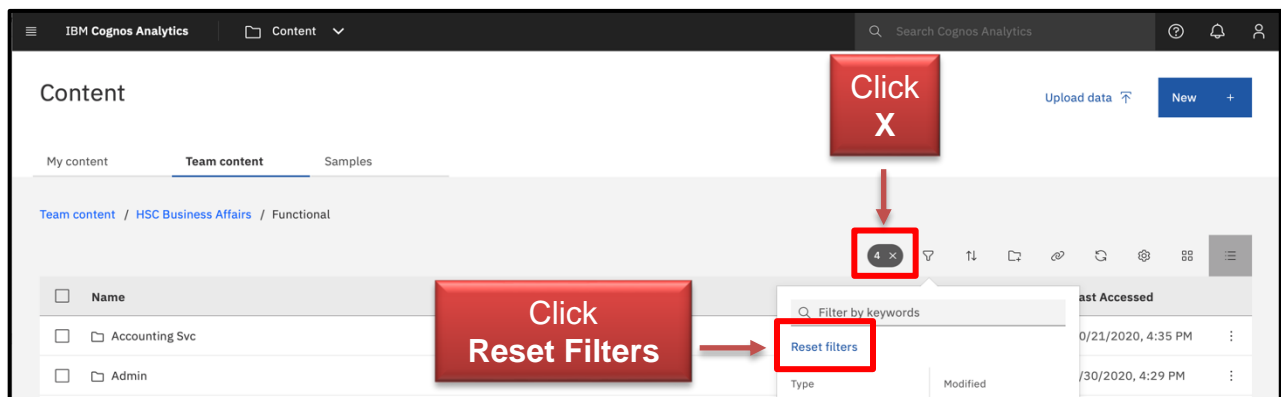 IBM Cognos Analytics
Content
Search Cognos Analytics
Content
Click
X
Upload data
New +
My content
Team content
Samples
Team content / HSC Business Affairs / Functional
4 ×
Name
ast Accessed
Click
Reset Filters
Filter by keywords
Reset filters
Accounting Svc
0/21/2020, 4:35 PM
Admin
/30/2020, 4:29 PM
Type
Modified